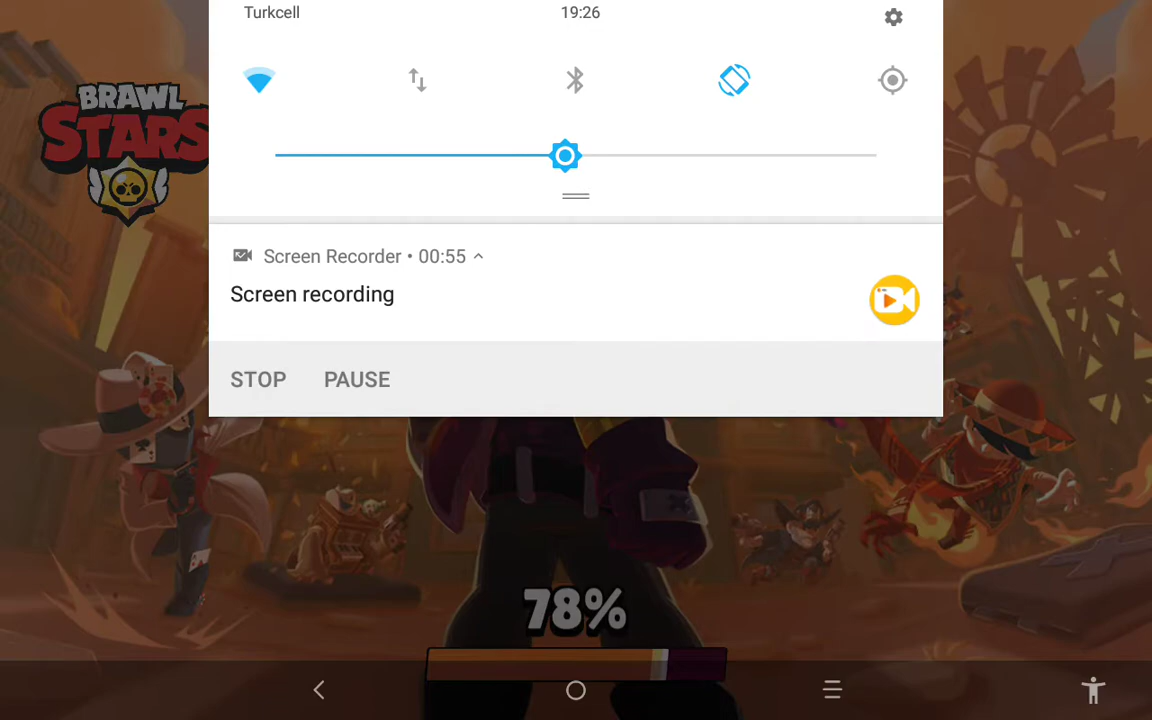 Turkcell 19:26
BRAWL
STARS
Screen Recorder • 00:55
Screen recording
STOP PAUSE
78%